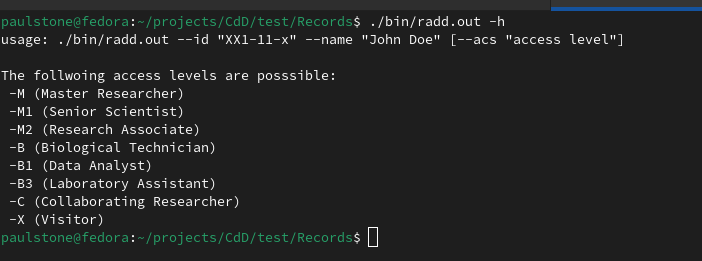 paulstone@fedora:~/projects/CdD/test/Records$ ./bin/radd.out -h
usage: ./bin/radd.out --id "XX1-11-x" --name "John Doe" [--acs "access level"]
The follwoing access levels are posssible:
-M (Master Researcher)
-M1 (Senior Scientist)
-M2 (Research Associate)
-B (Biological Technician)
-B1 (Data Analyst)
-B3 (Laboratory Assistant)
-C (Collaborating Researcher)
-X (Visitor)
paulstone@fedora:~/projects/CdD/test/Records$